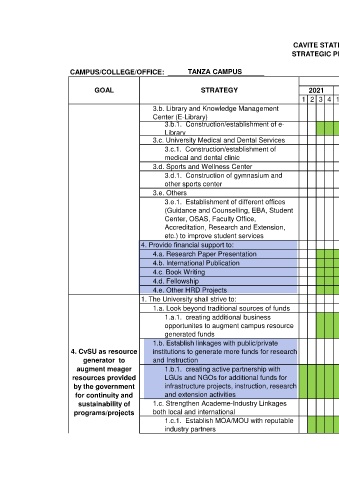 CAVITE STAT
STRATEGIC P
CAMPUS/COLLEGE/OFFICE: TANZA CAMPUS
GOAL STRATEGY 2021
1 2 3 4 1
3.b. Library and Knowledge Management
Center (E-Library)
3.b.1. Construction/establishment of e-
Library
3.c. University Medical and Dental Services
3.c.1. Construction/establishment of
medical and dental clinic
3.d. Sports and Wellness Center
3.d.1. Construction of gymnasium and
other sports center
3.e. Others
3.e.1. Establishment of different offices
(Guidance and Counselling, EBA, Student
Center, OSAS, Faculty Office,
Accreditation, Research and Extension,
etc.) to improve student services
4. Provide financial support to:
4.a. Research Paper Presentation
4.b. International Publication
4.c. Book Writing
4.d. Fellowship
4.e. Other HRD Projects
4. CvSU as resource
generator to
augment meager
resources provided
by the government
for continuity and
sustainability of
programs/projects
1. The University shall strive to:
1.a. Look beyond traditional sources of funds
1.a.1. creating additional business
opportunities to augment campus resource
generated funds
1.b. Establish linkages with public/private
institutions to generate more funds for research
and Instruction
1.b.1. creating active partnership with
LGUs and NGOs for additional funds for
infrastructure projects, instruction, research
and extension activities
1.c. Strengthen Academe-Industry Linkages
both local and international
1.c.1. Establish MOA/MOU with reputable
industry partners